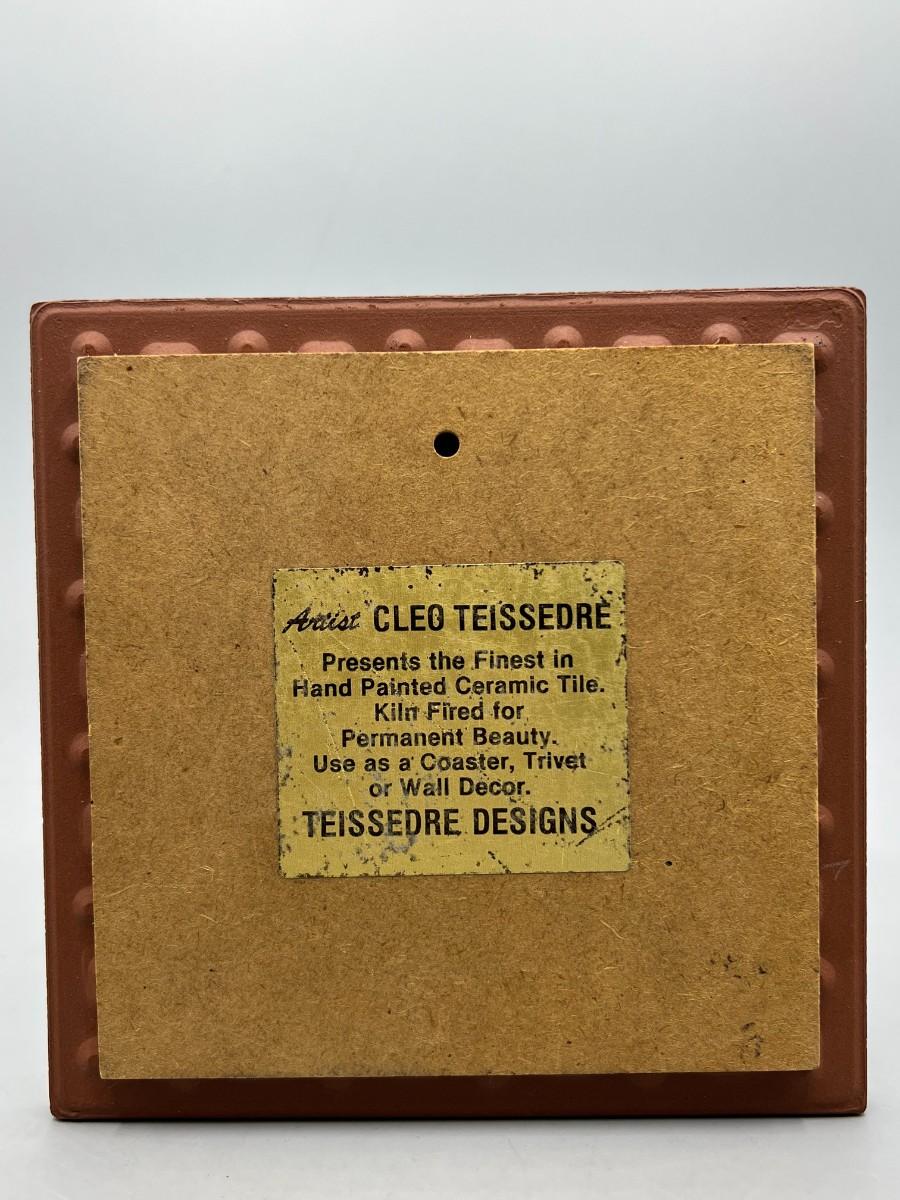 Artist CLEO TEISSEDRE
Presents the Finest in
Hand Painted Ceramic Tile.
Kiln Fired for
Permanent Beauty.
Use as a Coaster, Trivet
or Wall Decor.
TEISSEDRE DESIGNS